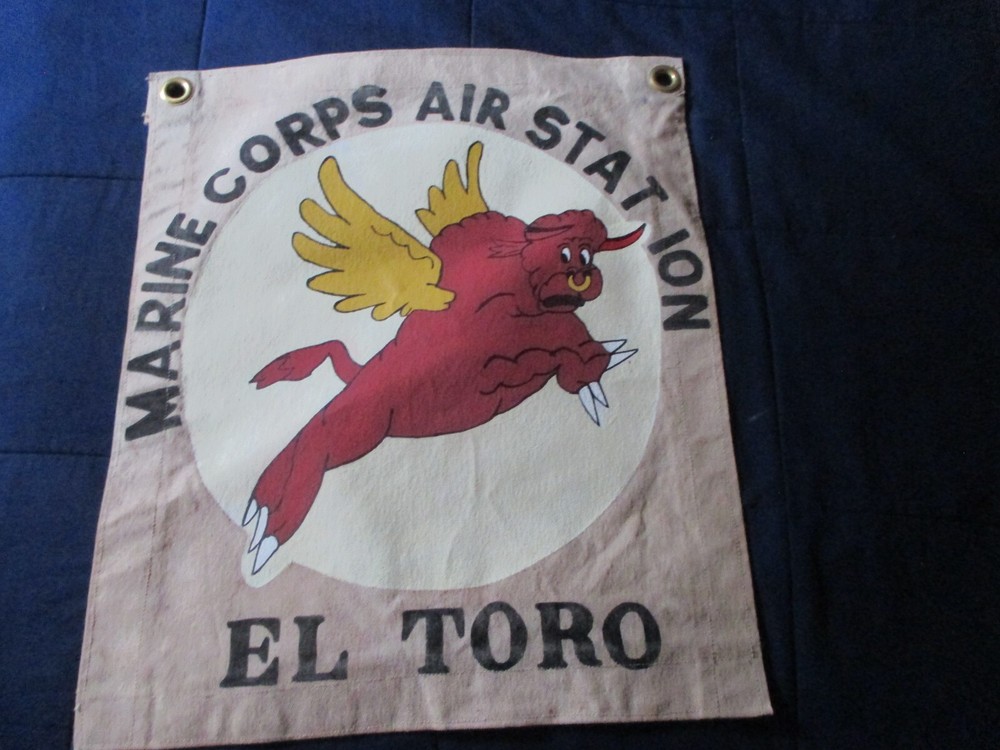 MARINE CORPS AIR STATION
EL TORO